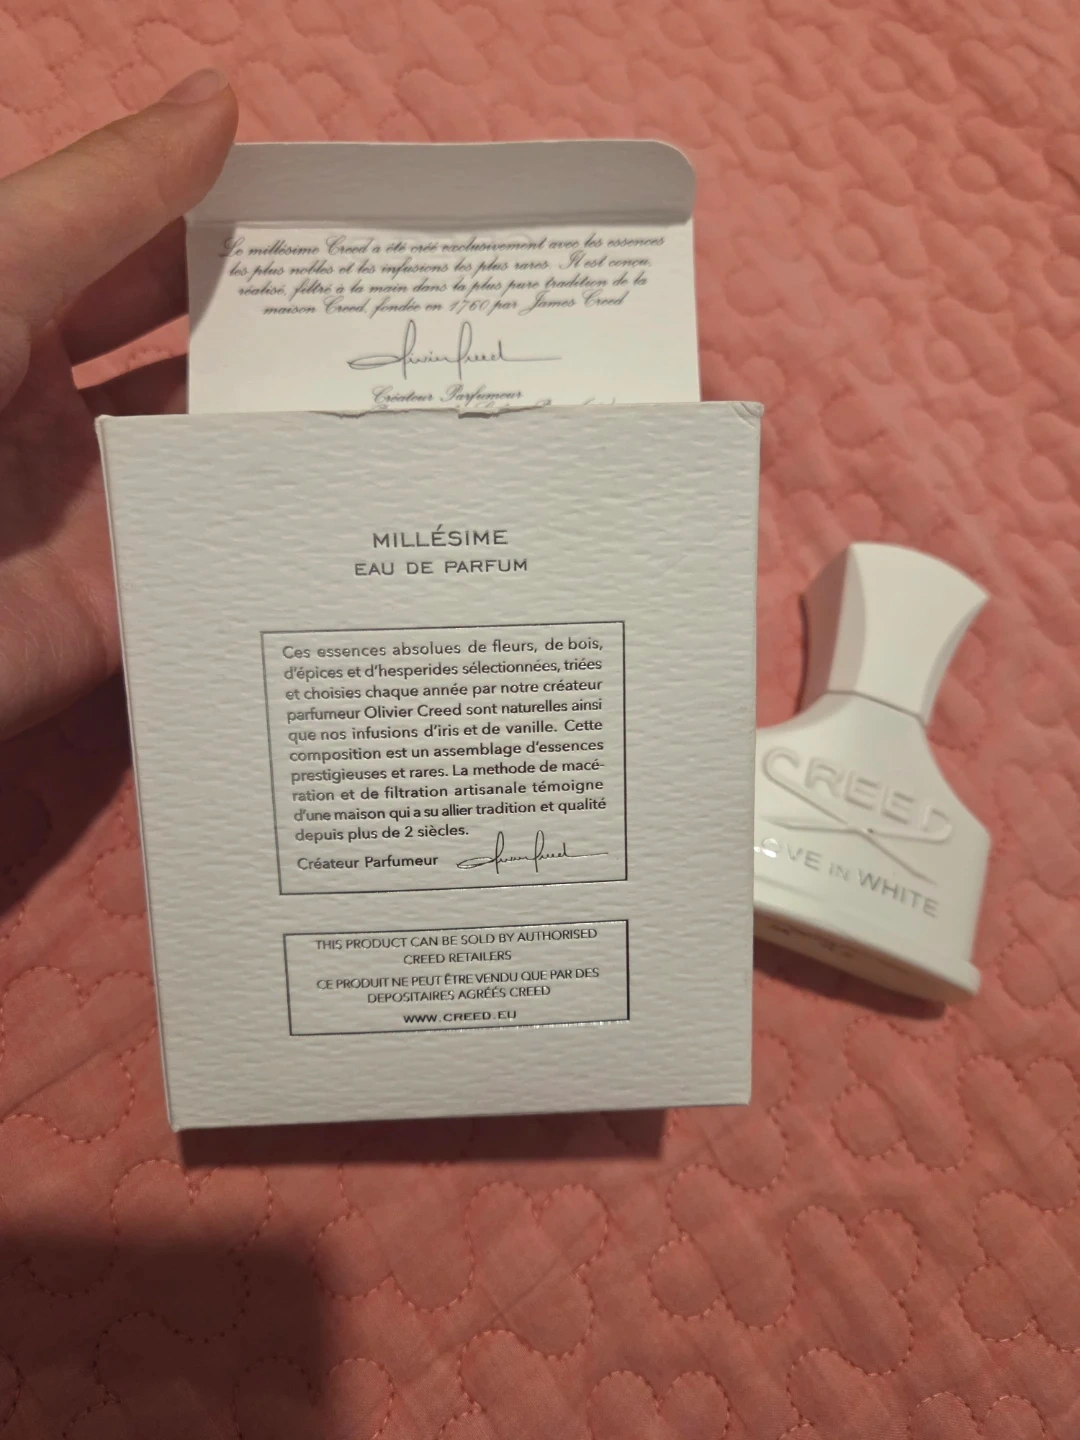 Le millésime Creed a été créé exclusivement avec les essences
les plus nobles et les infusions les plus rares. Il est conçu,
réalisé, filtré à la main dans la plus pure tradition de la
maison Creed, fondée en 1760 par James Creed
Olivier Creed
Créateur Parfumeur
MILLÉSIME
EAU DE PARFUM
Ces essences absolues de fleurs, de bois,
d'épices et d'hesperides sélectionnées, triées
et choisies chaque année par notre créateur
parfumeur Olivier Creed sont naturelles ainsi
que nos infusions d'iris et de vanille. Cette
composition est un assemblage d'essences
prestigieuses et rares. La methode de macé-
ration et de filtration artisanale témoigne
d'une maison qui a su allier tradition et qualité
depuis plus de 2 siècles.
Créateur Parfumeur Olivier Creed
THIS PRODUCT CAN BE SOLD BY AUTHORISED
CREED RETAILERS
CE PRODUIT NE PEUT ÊTRE VENDU QUE PAR DES
DEPOSITAIRES AGRÉÉS CREED
WWW.CREED.EU
CREED
OVE IN WHITE